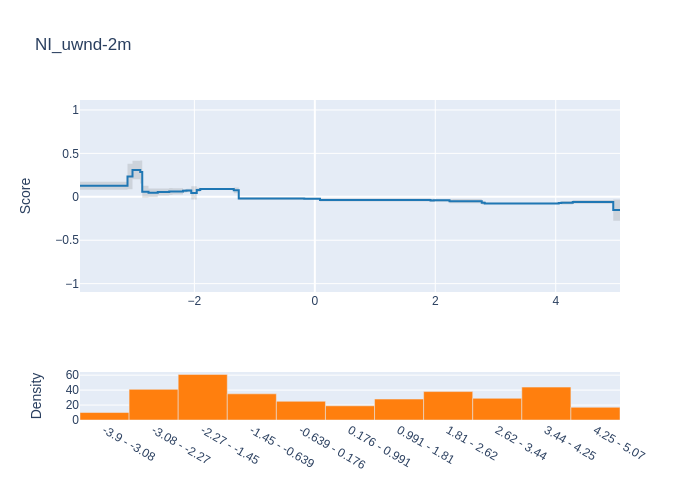 NI_uwnd-2m
Score
1
0.5
0
−0.5
−1
−2
0
2
4
Density
60
40
20
0
-3.9 - -3.08
-3.08 - -2.27
-2.27 - -1.45
-1.45 - -0.639
-0.639 - 0.176
0.176 - 0.991
0.991 - 1.81
1.81 - 2.62
2.62 - 3.44
3.44 - 4.25
4.25 - 5.07